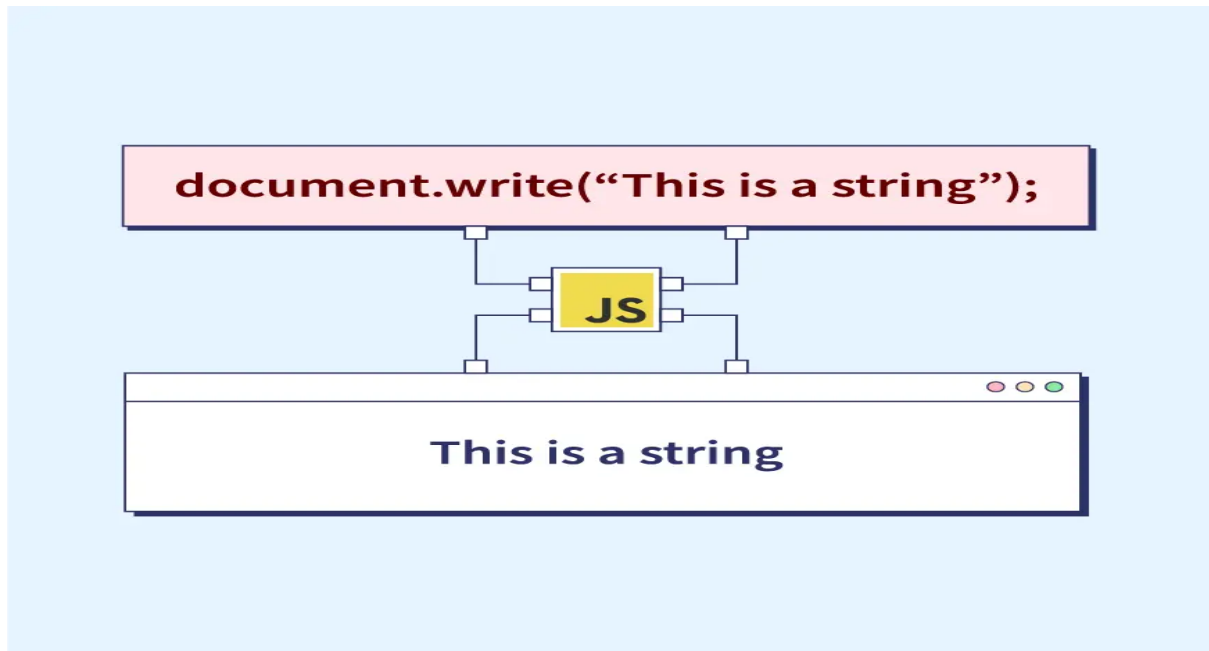 document.write(“This is a string”);
JS
This is a string